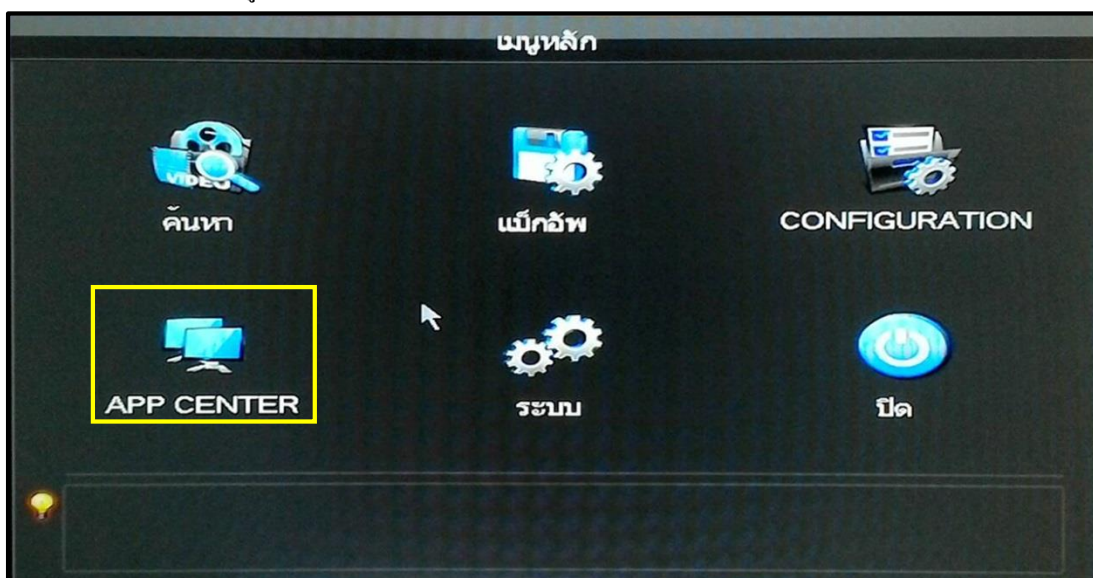 เมนูหลัก
VIDEO
ค้นหา
แบ็กอัพ
CONFIGURATION
APP CENTER
ระบบ
ปิด